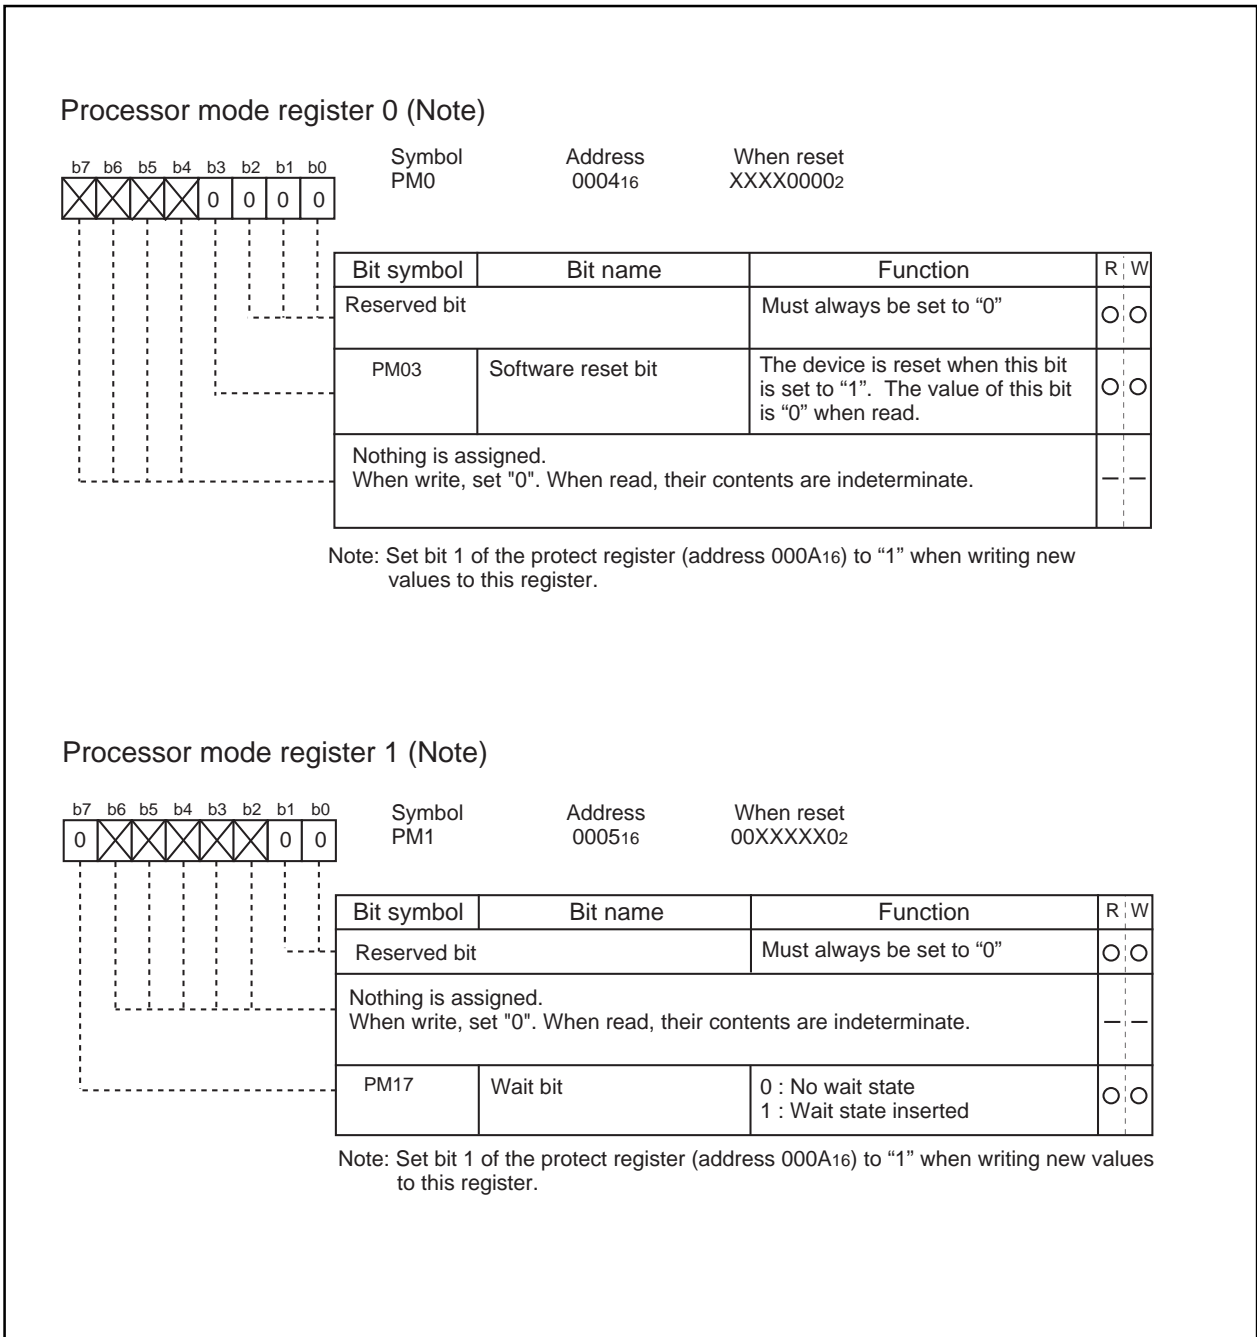 Processor mode register 0 (Note)
Symbol Address When reset
PM0 000416 XXXX00002
b7 b6 b5 b4 b3 b2 b1 b0
0 0 0 0
Bit symbol Bit name Function R W
Reserved bit Must always be set to “0”
PM03 Software reset bit The device is reset when this bit
is set to “1”. The value of this bit
is “0” when read.
Nothing is assigned.
When write, set "0". When read, their contents are indeterminate.
Note: Set bit 1 of the protect register (address 000A16) to “1” when writing new
values to this register.
Processor mode register 1 (Note)
Symbol Address When reset
PM1 000516 00XXXXX02
b7 b6 b5 b4 b3 b2 b1 b0
0 0 0
Bit symbol Bit name Function R W
Reserved bit Must always be set to “0”
Nothing is assigned.
When write, set "0". When read, their contents are indeterminate.
PM17 Wait bit 0 : No wait state
1 : Wait state inserted
Note: Set bit 1 of the protect register (address 000A16) to “1” when writing new values
to this register.